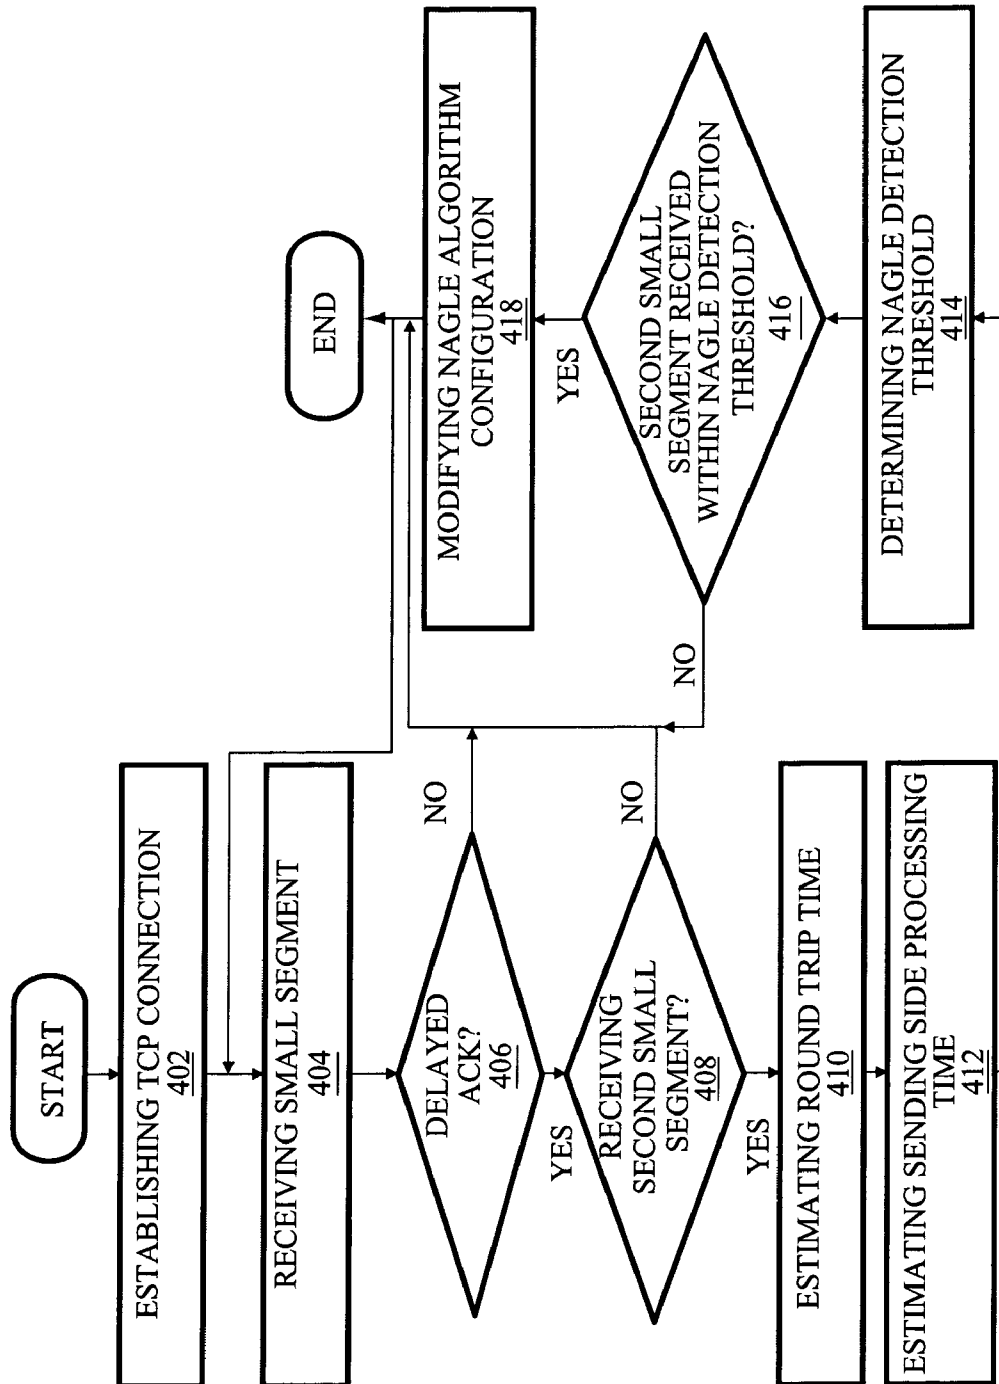 START
ESTABLISHING TCP CONNECTION
402
RECEIVING SMALL SEGMENT
404
DELAYED
ACK?
406
NO
YES
RECEIVING
SECOND SMALL
SEGMENT?
408
NO
YES
ESTIMATING ROUND TRIP TIME
410
ESTIMATING SENDING SIDE PROCESSING
TIME
412
DETERMINING NAGLE DETECTION
THRESHOLD
414
SECOND SMALL
SEGMENT RECEIVED
WITHIN NAGLE DETECTION
THRESHOLD?
416
NO
YES
MODIFYING NAGLE ALGORITHM
CONFIGURATION
418
END